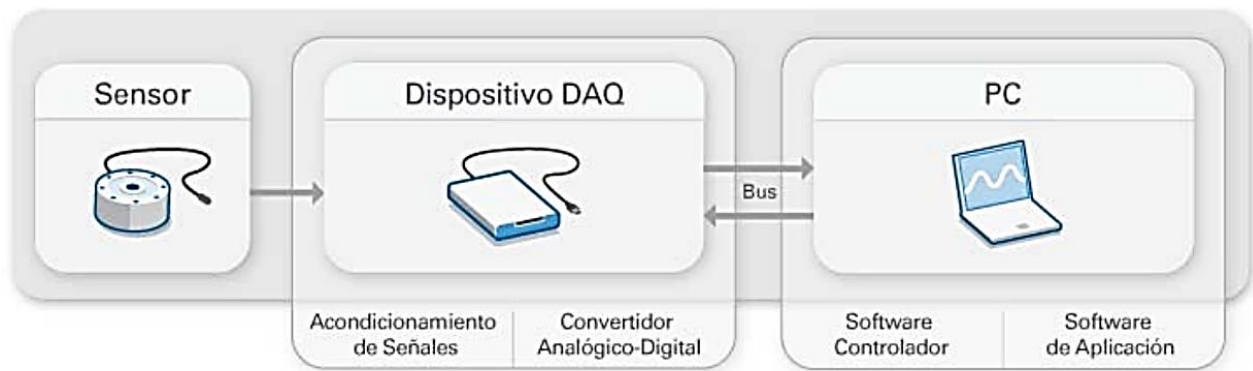 Sensor
Dispositivo DAQ
PC
Bus
Acondicionamiento
de Señales
Convertidor
Analógico-Digital
Software
Controlador
Software
de Aplicación